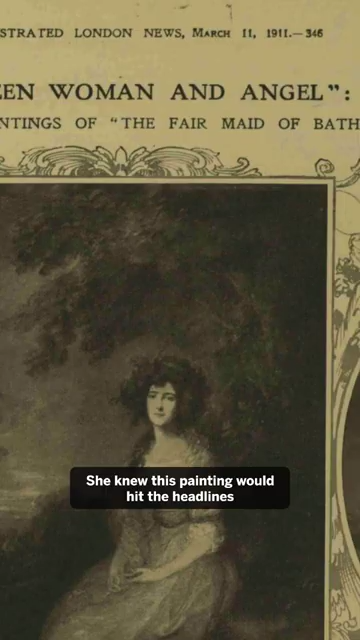 STRATED LONDON NEWS, MARCH 11, 1911.—346
EEN WOMAN AND ANGEL":
NTINGS OF "THE FAIR MAID OF BATH
She knew this painting would
hit the headlines